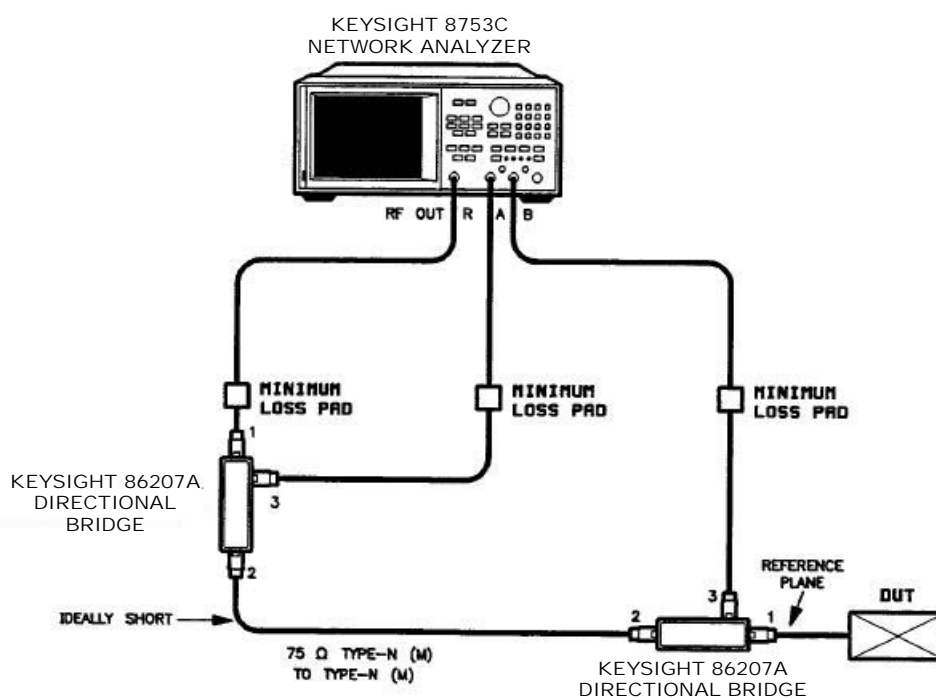 KEYSIGHT 8753C
NETWORK ANALYZER
RF OUT R A B
MINIMUM
LOSS PAD
MINIMUM
LOSS PAD
MINIMUM
LOSS PAD
1
KEYSIGHT 86207A
DIRECTIONAL
BRIDGE
3
2
IDEALLY SHORT
75 Ω TYPE-N (M)
TO TYPE-N (M)
REFERENCE
PLANE
DUT
3
2
1
KEYSIGHT 86207A
DIRECTIONAL BRIDGE